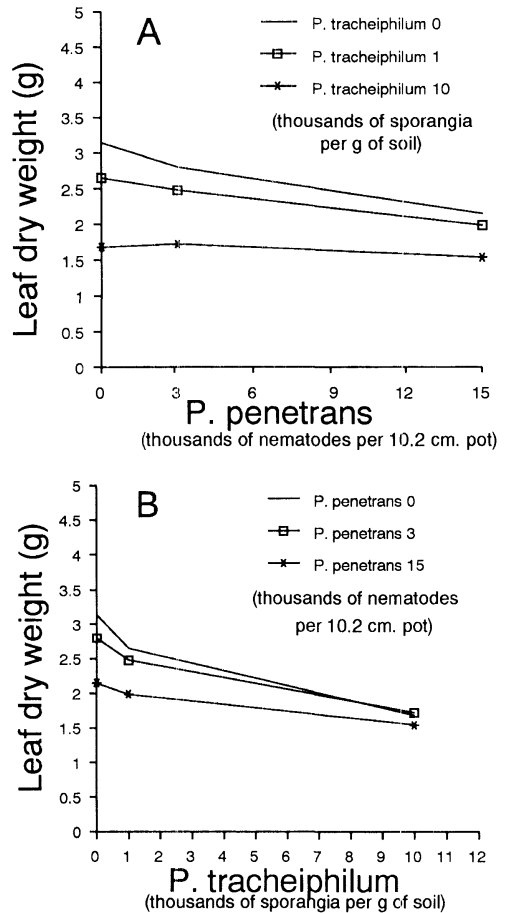 A
P. tracheiphilum 0
P. tracheiphilum 1
P. tracheiphilum 10
(thousands of sporangia
per g of soil)
Leaf dry weight (g)
5
4.5
4
3.5
3
2.5
2
1.5
1
0.5
0
0 3 6 9 12 15
P. penetrans
(thousands of nematodes per 10.2 cm. pot)
B
P. penetrans 0
P. penetrans 3
P. penetrans 15
(thousands of nematodes
per 10.2 cm. pot)
Leaf dry weight (g)
5
4.5
4
3.5
3
2.5
2
1.5
1
0.5
0
0 1 2 3 4 5 6 7 8 9 10 11 12
P. tracheiphilum
(thousands of sporangia per g of soil)